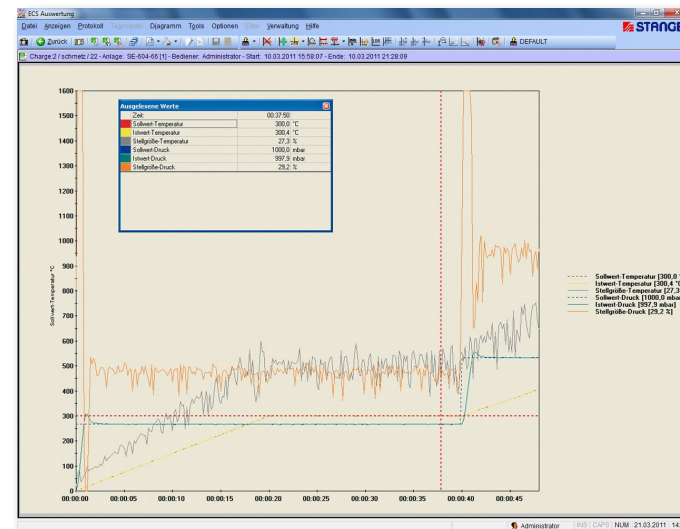 ECS Auswertung
Datei Anzeigen Protokoll Tagesdatei Diagramm Tools Optionen Filter Verwaltung Hilfe
STANGE
Zurück DEFAULT
Charge:2 / schmetz / 22 - Anlage: SE-604-66 [1] - Bediener: Administrator - Start: 10.03.2011 15:58:07 - Ende: 10.03.2011 21:28:09
Ausgelesene Werte
Zeit: 00:37:50
Sollwert-Temperatur 300,0 °C
Istwert-Temperatur 300,4 °C
Stellgröße-Temperatur 27,3 %
Sollwert-Druck 1000,0 mbar
Istwert-Druck 997,9 mbar
Stellgröße-Druck 29,2 %
Sollwert-Temperatur °C
1600
1500
1400
1300
1200
1100
1000
900
800
700
600
500
400
300
200
100
0
00:00:00 00:00:05 00:00:10 00:00:15 00:00:20 00:00:25 00:00:30 00:00:35 00:00:40 00:00:45
Sollwert-Temperatur [300,0 °
Istwert-Temperatur [300,4 °C
Stellgröße-Temperatur [27,3
Sollwert-Druck [1000,0 mbar
Istwert-Druck [997,9 mbar]
Stellgröße-Druck [29,2 %]
Administrator INS CAPS NUM 21.03.2011 14: